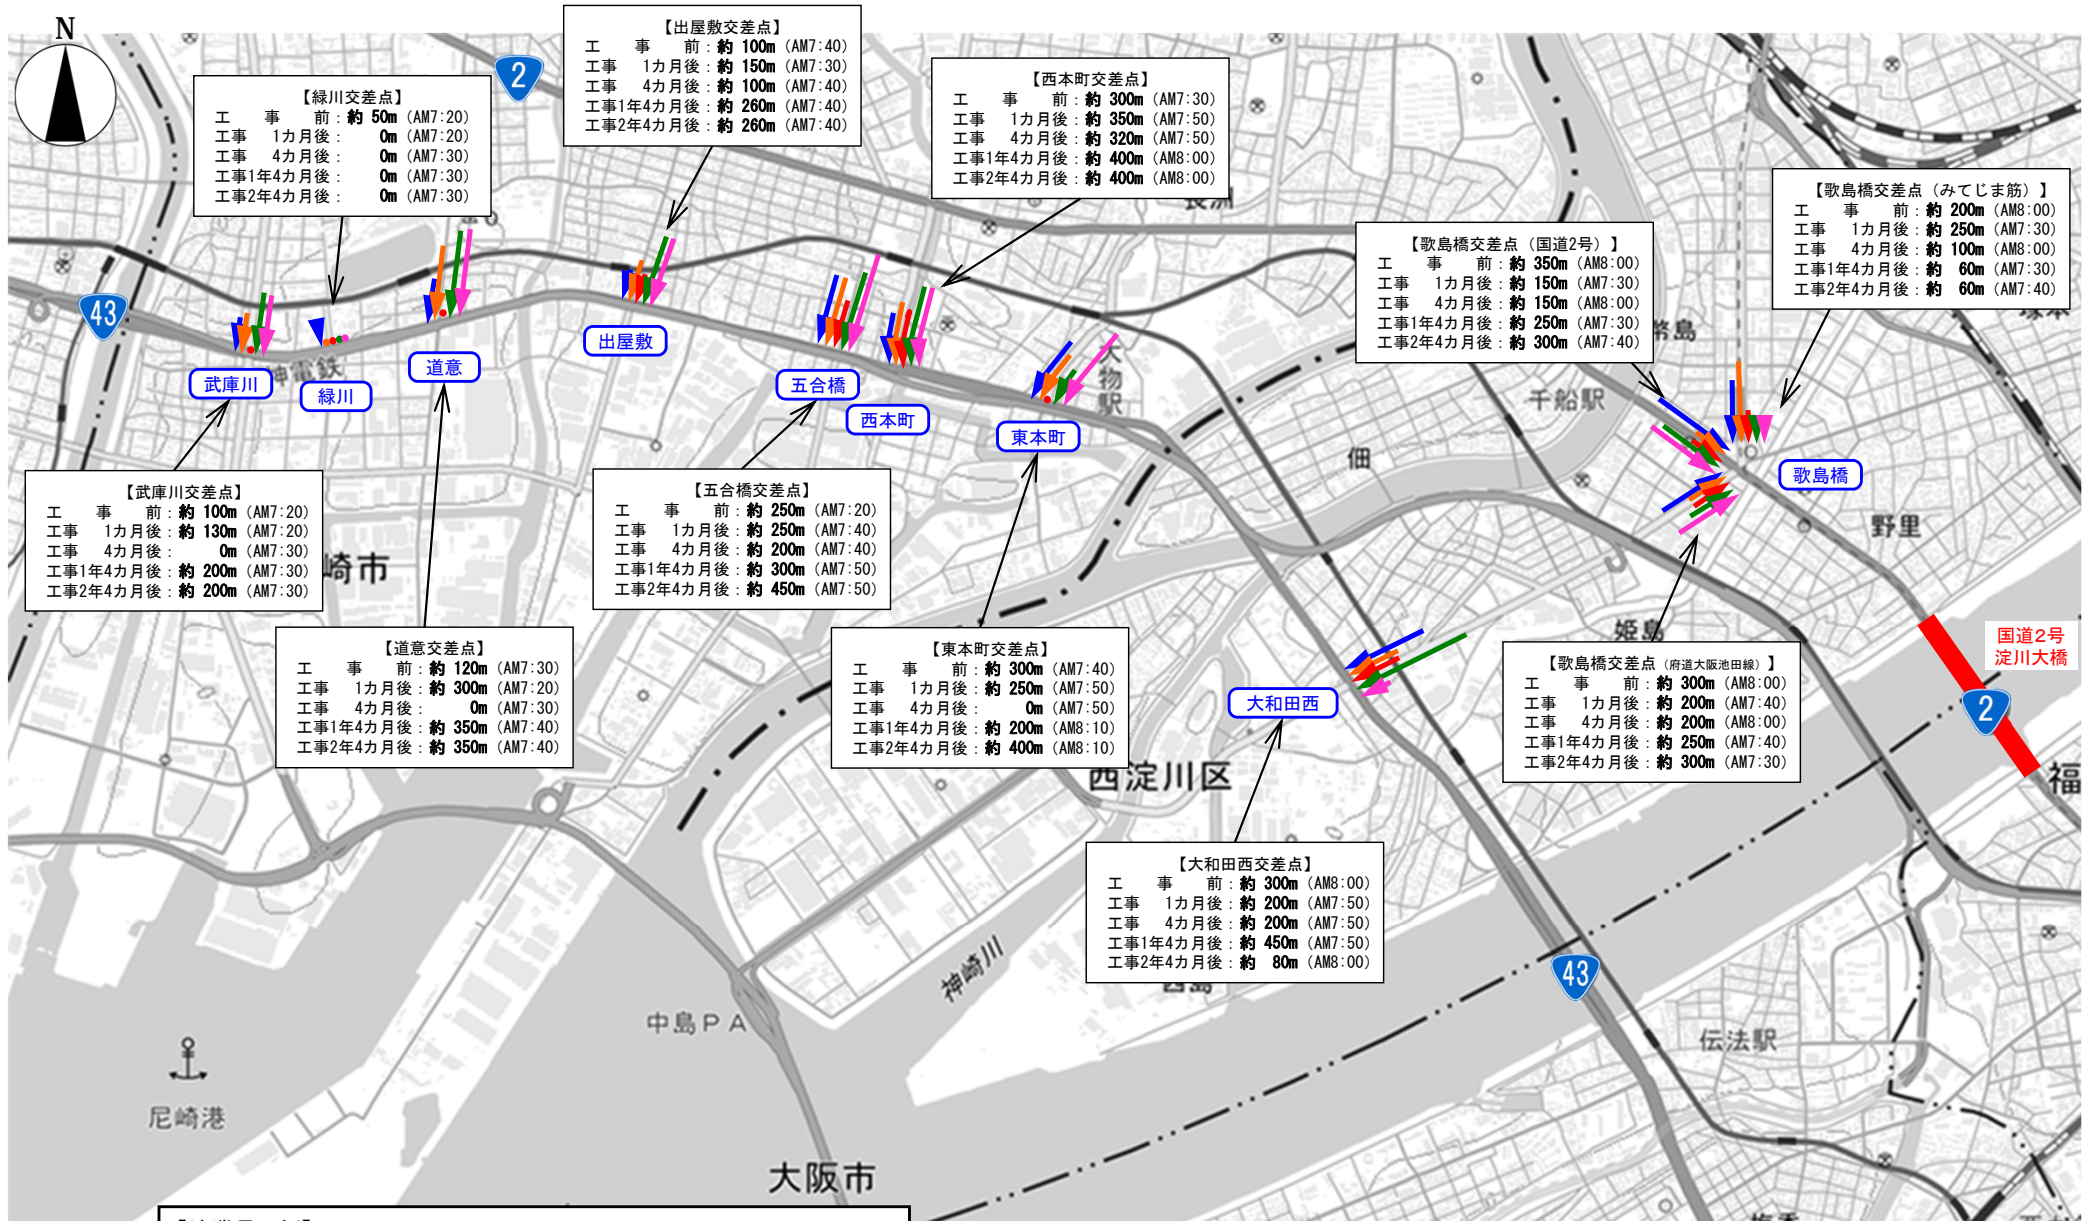 N
2
【緑川交差点】
工　事　前：約 50m（AM7:20）
工事　1カ月後：　0m（AM7:20）
工事　4カ月後：　0m（AM7:30）
工事1年4カ月後：　0m（AM7:30）
工事2年4カ月後：　0m（AM7:30）
【出屋敷交差点】
工　事　前：約 100m（AM7:40）
工事　1カ月後：約 150m（AM7:30）
工事　4カ月後：約 100m（AM7:40）
工事1年4カ月後：約 260m（AM7:40）
工事2年4カ月後：約 260m（AM7:40）
【西本町交差点】
工　事　前：約 300m（AM7:30）
工事　1カ月後：約 350m（AM7:50）
工事　4カ月後：約 320m（AM7:50）
工事1年4カ月後：約 400m（AM8:00）
工事2年4カ月後：約 400m（AM8:00）
【歌島橋交差点（みてじま筋）】
工　事　前：約 200m（AM8:00）
工事　1カ月後：約 250m（AM7:30）
工事　4カ月後：約 100m（AM8:00）
工事1年4カ月後：約 60m（AM7:30）
工事2年4カ月後：約 60m（AM7:40）
【歌島橋交差点（国道2号）】
工　事　前：約 350m（AM8:00）
工事　1カ月後：約 150m（AM7:30）
工事　4カ月後：約 150m（AM8:00）
工事1年4カ月後：約 250m（AM7:30）
工事2年4カ月後：約 300m（AM7:40）
43
武庫川
緑川
道意
出屋敷
五合橋
西本町
東本町
大物駅
千船駅
佃
歌島橋
野里
【武庫川交差点】
工　事　前：約 100m（AM7:20）
工事　1カ月後：約 130m（AM7:20）
工事　4カ月後：　0m（AM7:30）
工事1年4カ月後：約 200m（AM7:30）
工事2年4カ月後：約 200m（AM7:30）
崎市
【五合橋交差点】
工　事　前：約 250m（AM7:20）
工事　1カ月後：約 250m（AM7:40）
工事　4カ月後：約 200m（AM7:40）
工事1年4カ月後：約 300m（AM7:50）
工事2年4カ月後：約 450m（AM7:50）
【道意交差点】
工　事　前：約 120m（AM7:30）
工事　1カ月後：約 300m（AM7:20）
工事　4カ月後：　0m（AM7:30）
工事1年4カ月後：約 350m（AM7:40）
工事2年4カ月後：約 350m（AM7:40）
【東本町交差点】
工　事　前：約 300m（AM7:40）
工事　1カ月後：約 250m（AM7:50）
工事　4カ月後：　0m（AM7:50）
工事1年4カ月後：約 200m（AM8:10）
工事2年4カ月後：約 400m（AM8:10）
姫島
国道2号
淀川大橋
【歌島橋交差点（府道大阪池田線）】
工　事　前：約 300m（AM8:00）
工事　1カ月後：約 200m（AM7:40）
工事　4カ月後：約 200m（AM8:00）
工事1年4カ月後：約 250m（AM7:40）
工事2年4カ月後：約 300m（AM7:30）
大和田西
2
西淀川区
福
【大和田西交差点】
工　事　前：約 300m（AM8:00）
工事　1カ月後：約 200m（AM7:50）
工事　4カ月後：約 200m（AM7:50）
工事1年4カ月後：約 450m（AM7:50）
工事2年4カ月後：約 80m（AM8:00）
43
神崎川
中島PA
伝法駅
尼崎港
大阪市